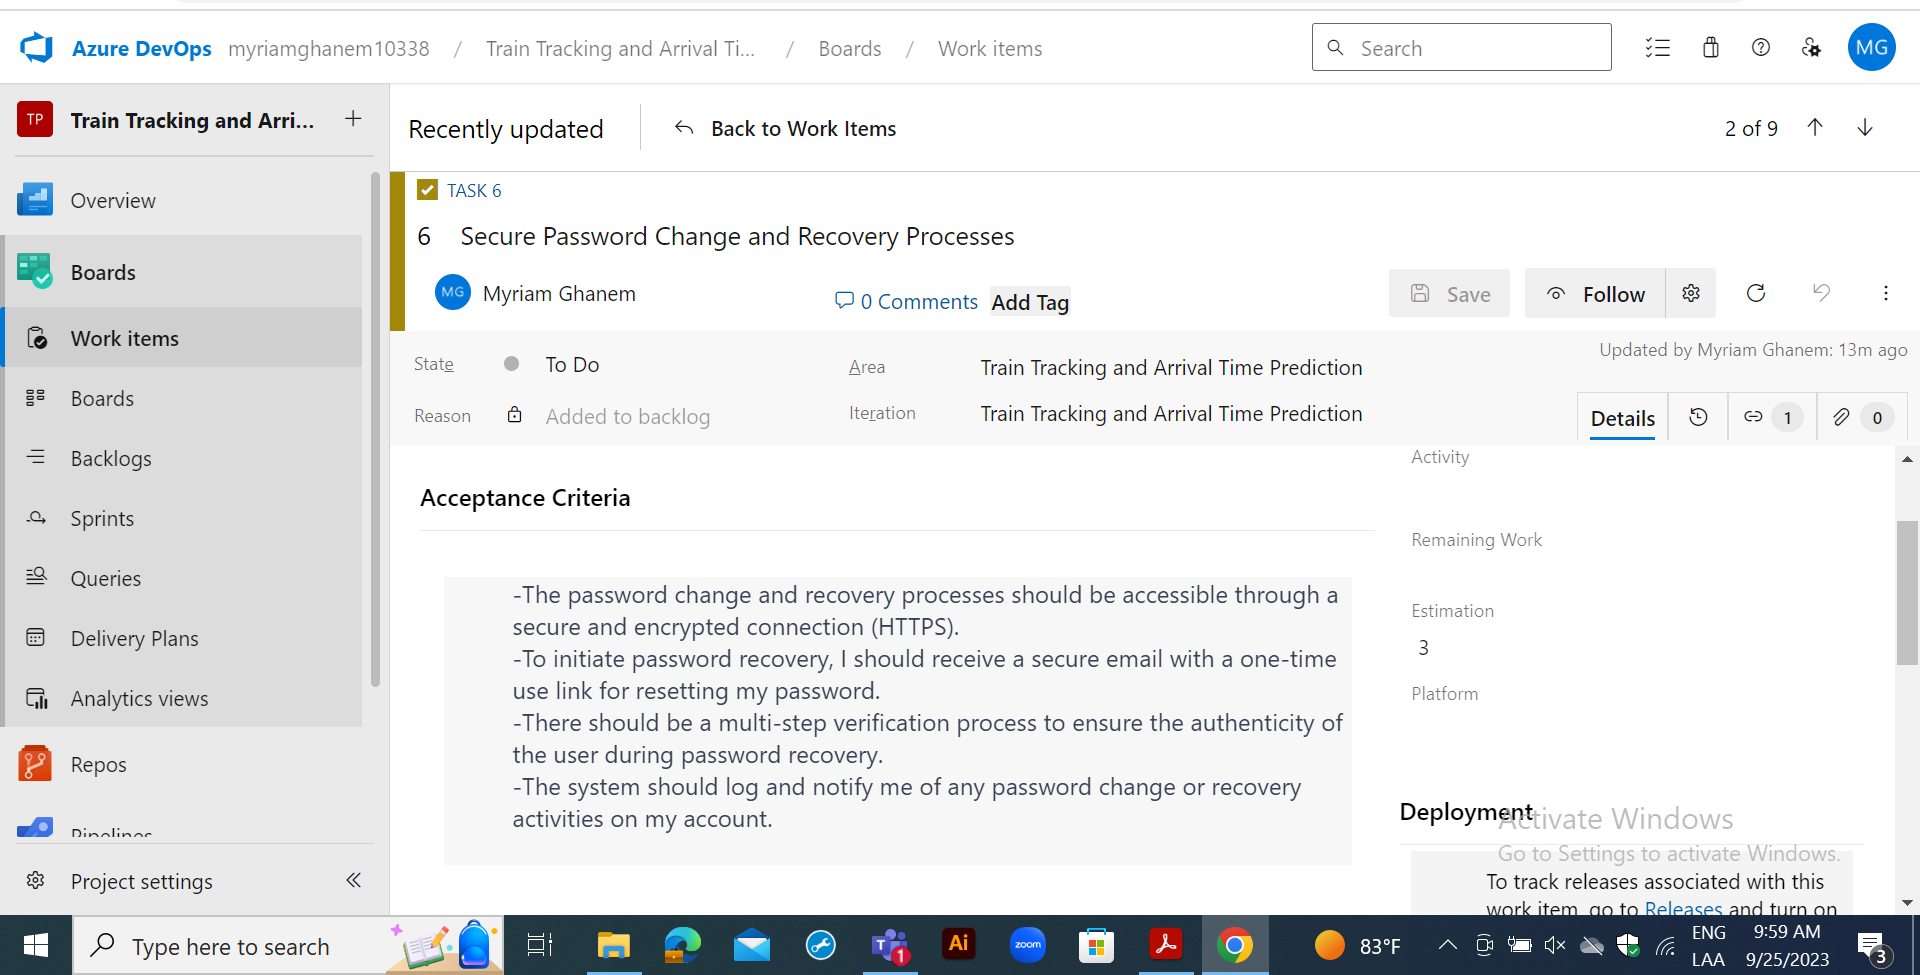 Azure DevOps myriamghanem10338 / Train Tracking and Arrival Ti... / Boards / Work items
Search
MG
TP Train Tracking and Arri... +
Overview
Boards
Work items
Boards
Backlogs
Sprints
Queries
Delivery Plans
Analytics views
Repos
Pipelines
Project settings
Recently updated
Back to Work Items
2 of 9
TASK 6
6 Secure Password Change and Recovery Processes
MG Myriam Ghanem
0 Comments Add Tag
Save
Follow
State To Do
Area Train Tracking and Arrival Time Prediction
Updated by Myriam Ghanem: 13m ago
Reason Added to backlog
Iteration Train Tracking and Arrival Time Prediction
Details 1 0
Acceptance Criteria
-The password change and recovery processes should be accessible through a
secure and encrypted connection (HTTPS).
-To initiate password recovery, I should receive a secure email with a one-time
use link for resetting my password.
-There should be a multi-step verification process to ensure the authenticity of
the user during password recovery.
-The system should log and notify me of any password change or recovery
activities on my account.
Activity
Remaining Work
Estimation
3
Platform
Deployment
Activate Windows
Go to Settings to activate Windows.
To track releases associated with this
work item, go to Releases and turn on
Type here to search
T 1
Ai
zoom
83°F
ENG
LAA
9:59 AM
9/25/2023
3